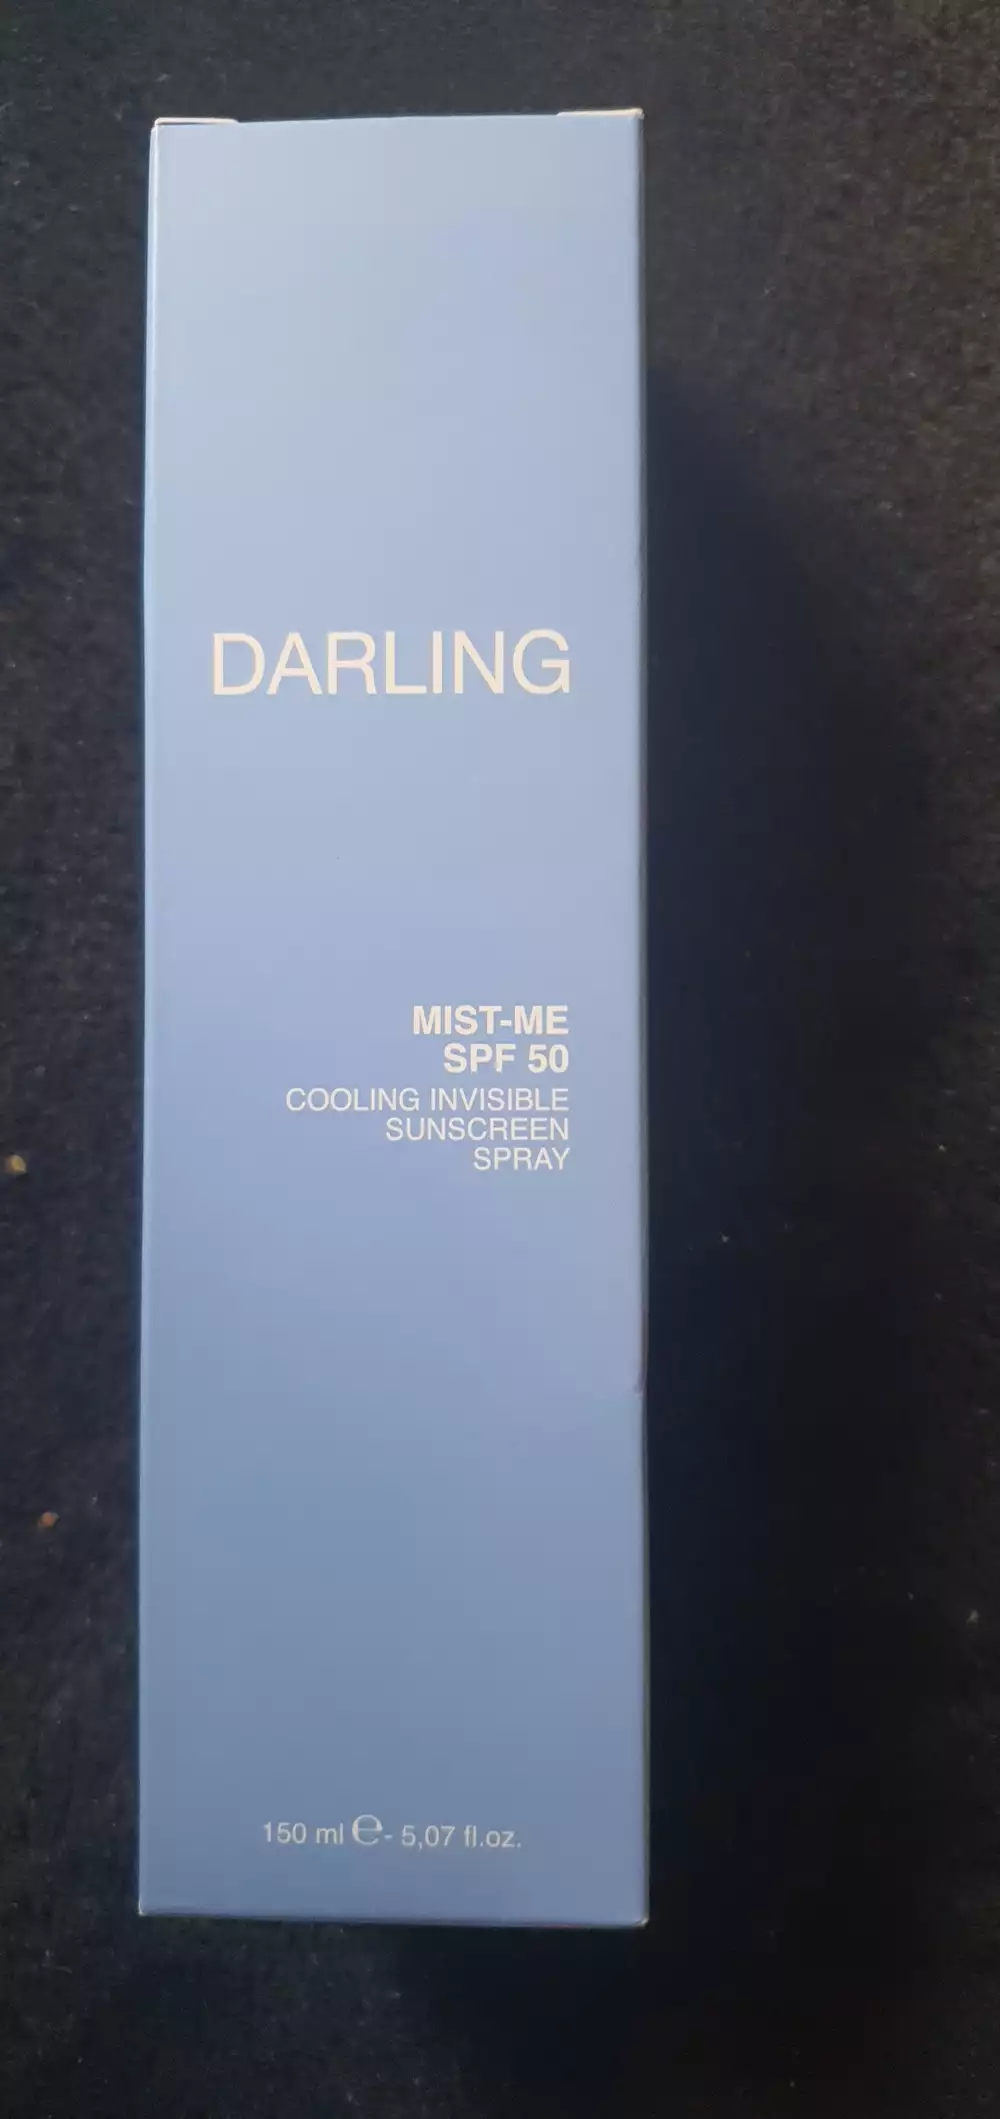 DARLING
MIST-ME
SPF 50
COOLING INVISIBLE
SUNSCREEN
SPRAY
150 ml ℮- 5,07 fl.oz.